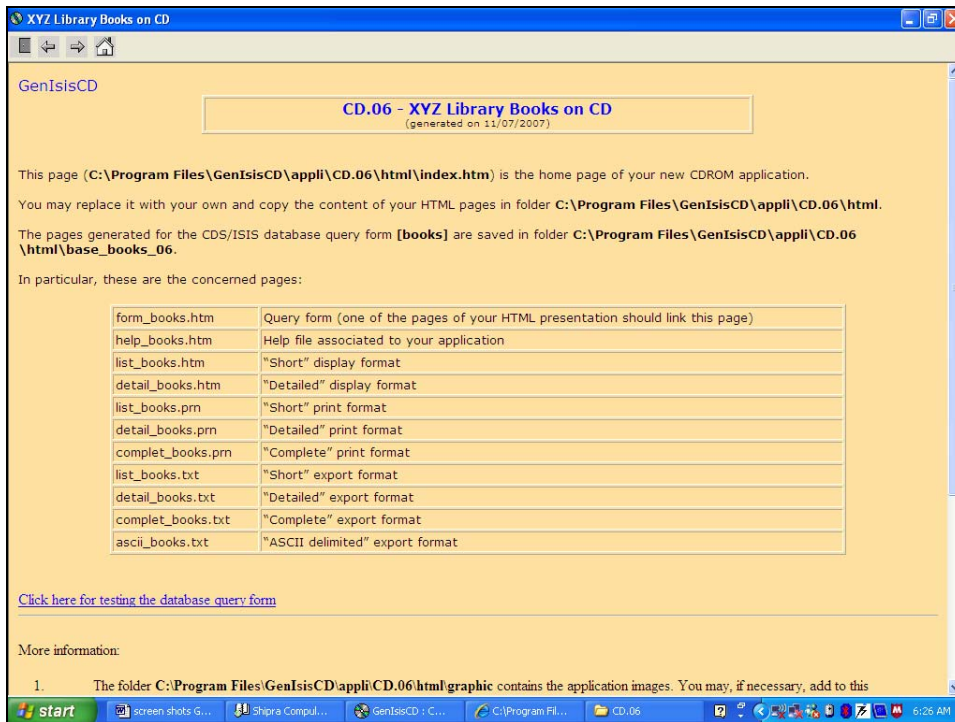 XYZ Library Books on CD
GenIsisCD
CD.06 - XYZ Library Books on CD
(generated on 11/07/2007)
This page (C:\Program Files\GenIsisCD\appli\CD.06\html\index.htm) is the home page of your new CDROM application.
You may replace it with your own and copy the content of your HTML pages in folder C:\Program Files\GenIsisCD\appli\CD.06\html.
The pages generated for the CDS/ISIS database query form [books] are saved in folder C:\Program Files\GenIsisCD\appli\CD.06
\html\base_books_06.
In particular, these are the concerned pages:
form_books.htm Query form (one of the pages of your HTML presentation should link this page)
help_books.htm Help file associated to your application
list_books.htm "Short" display format
detail_books.htm "Detailed" display format
list_books.prn "Short" print format
detail_books.prn "Detailed" print format
complet_books.prn "Complete" print format
list_books.txt "Short" export format
detail_books.txt "Detailed" export format
complet_books.txt "Complete" export format
ascii_books.txt "ASCII delimited" export format
Click here for testing the database query form
More information:
1. The folder C:\Program Files\GenIsisCD\appli\CD.06\html\graphic contains the application images. You may, if necessary, add to this
start screen shots G... Shipra Compul... GenIsisCD : C... C:\Program Fil... CD.06 6:26 AM